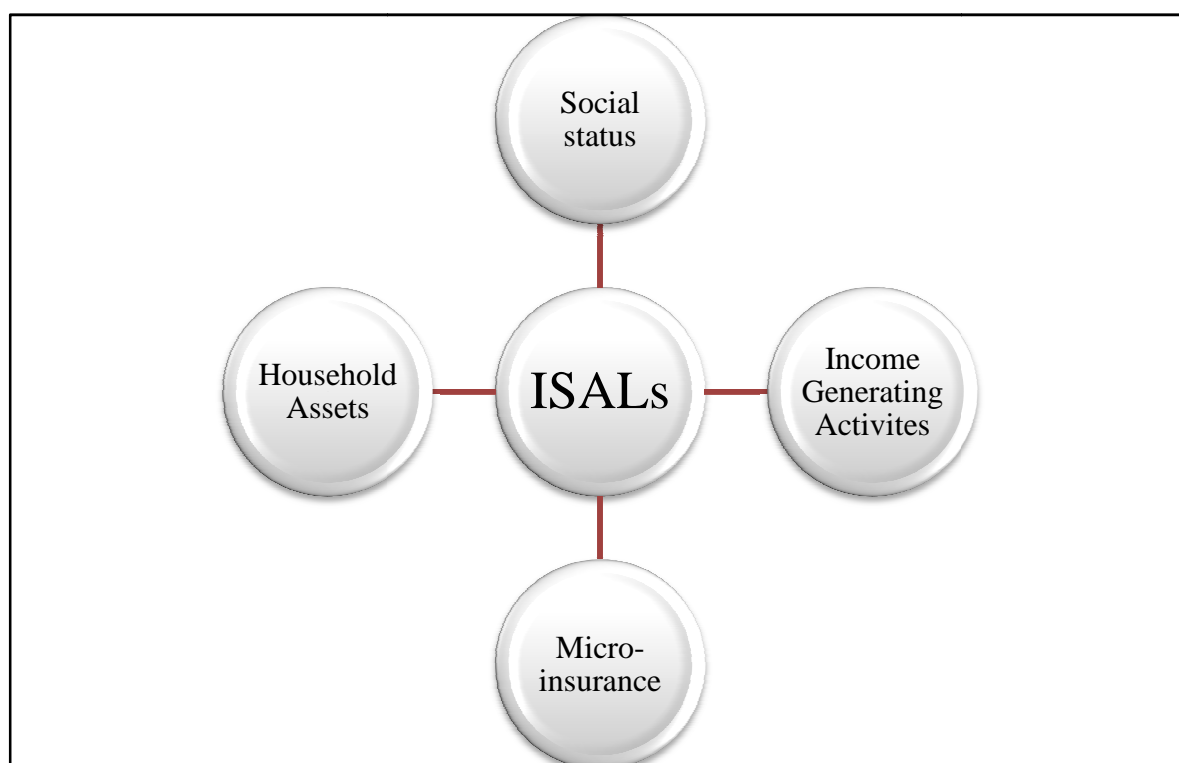 Social
status
Household
Assets
ISALs
Income
Generating
Activites
Micro-
insurance